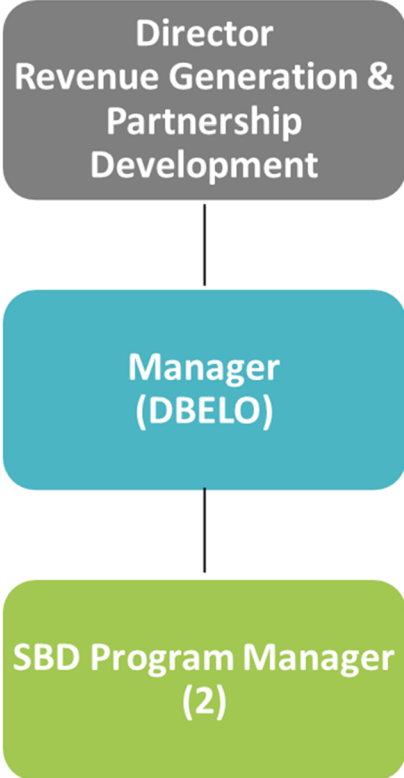 Director
Revenue Generation &
Partnership
Development
Manager
(DBELO)
SBD Program Manager
(2)